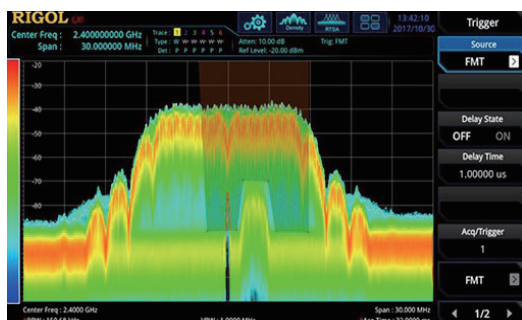 RIGOL
13:42:10
2017/10/30
Center Freq : 2.400000000 GHz
Span : 30.000000 MHz
Trace : 1 2 3 4 5 6
Type : W W W W W W
Det : P P P P P P
Atten: 10.00 dB
Ref Level: -20.00 dBm
Trig: FMT
Density
RTSA
-20
-30
-40
-50
-60
-70
-80
Trigger
Source
FMT
Delay State
OFF ON
Delay Time
1.00000 us
Acq/Trigger
1
FMT
1/2
Center Freq : 2.4000 GHz
Span : 30.000 MHz